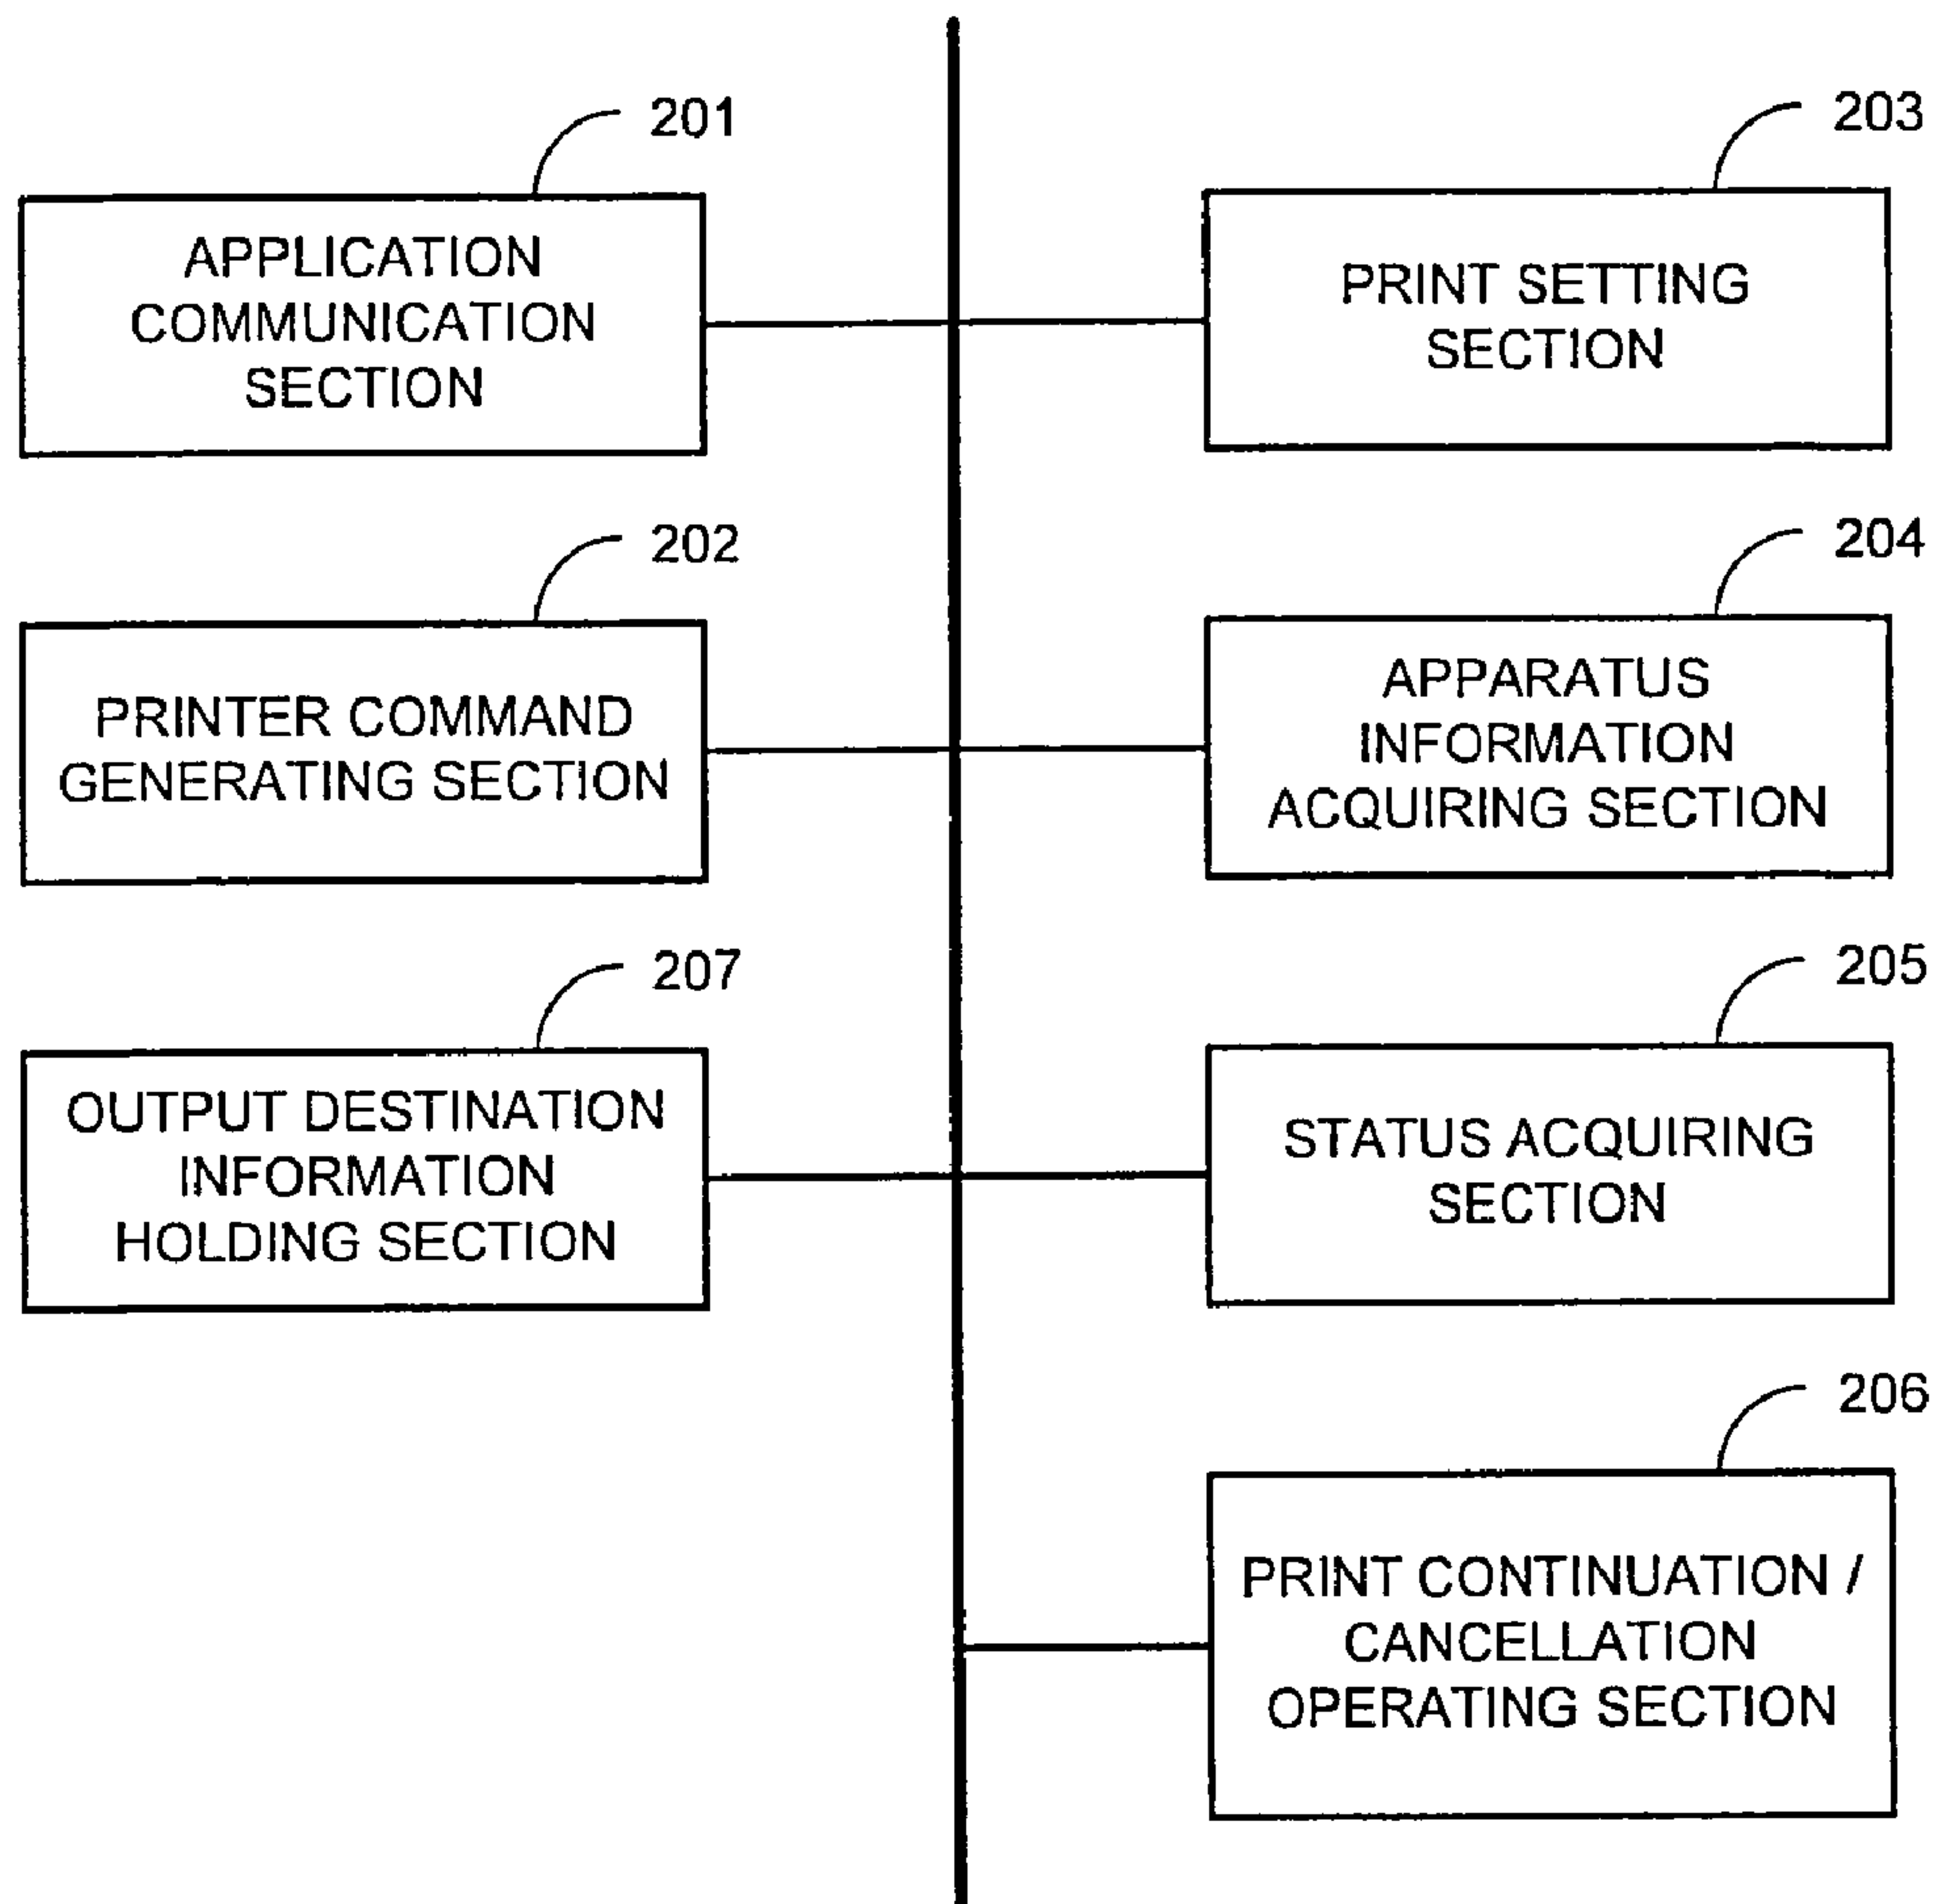 201
APPLICATION
COMMUNICATION
SECTION
203
PRINT SETTING
SECTION
202
PRINTER COMMAND
GENERATING SECTION
204
APPARATUS
INFORMATION
ACQUIRING SECTION
207
OUTPUT DESTINATION
INFORMATION
HOLDING SECTION
205
STATUS ACQUIRING
SECTION
206
PRINT CONTINUATION /
CANCELLATION
OPERATING SECTION